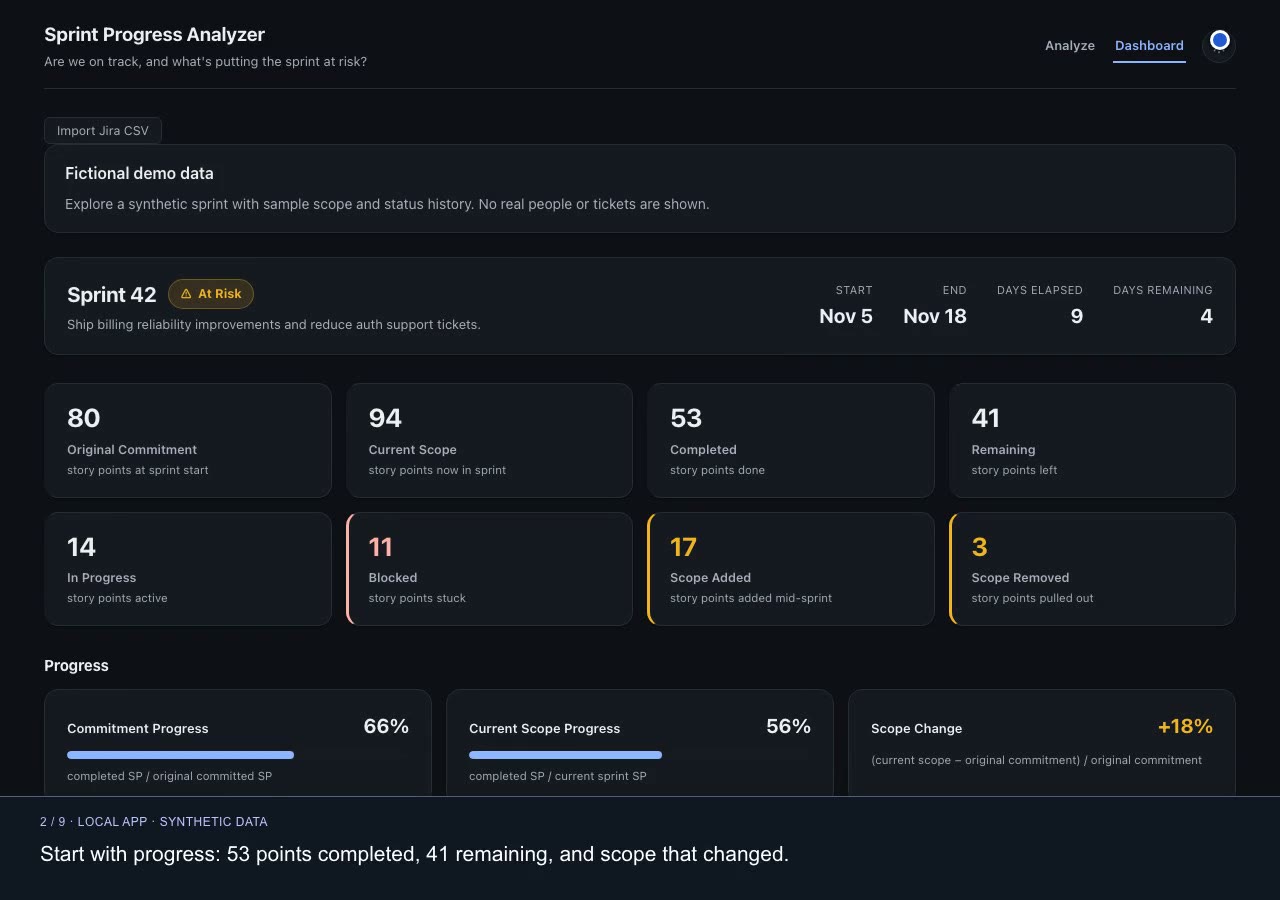 Sprint Progress Analyzer
Are we on track, and what's putting the sprint at risk?
Analyze
Dashboard
Import Jira CSV
Fictional demo data
Explore a synthetic sprint with sample scope and status history. No real people or tickets are shown.
Sprint 42
At Risk
Ship billing reliability improvements and reduce auth support tickets.
START
Nov 5
END
Nov 18
DAYS ELAPSED
9
DAYS REMAINING
4
80
Original Commitment
story points at sprint start
94
Current Scope
story points now in sprint
53
Completed
story points done
41
Remaining
story points left
14
In Progress
story points active
11
Blocked
story points stuck
17
Scope Added
story points added mid-sprint
3
Scope Removed
story points pulled out
Progress
Commitment Progress
66%
completed SP / original committed SP
Current Scope Progress
56%
completed SP / current sprint SP
Scope Change
+18%
(current scope − original commitment) / original commitment
2 / 9 · LOCAL APP · SYNTHETIC DATA
Start with progress: 53 points completed, 41 remaining, and scope that changed.